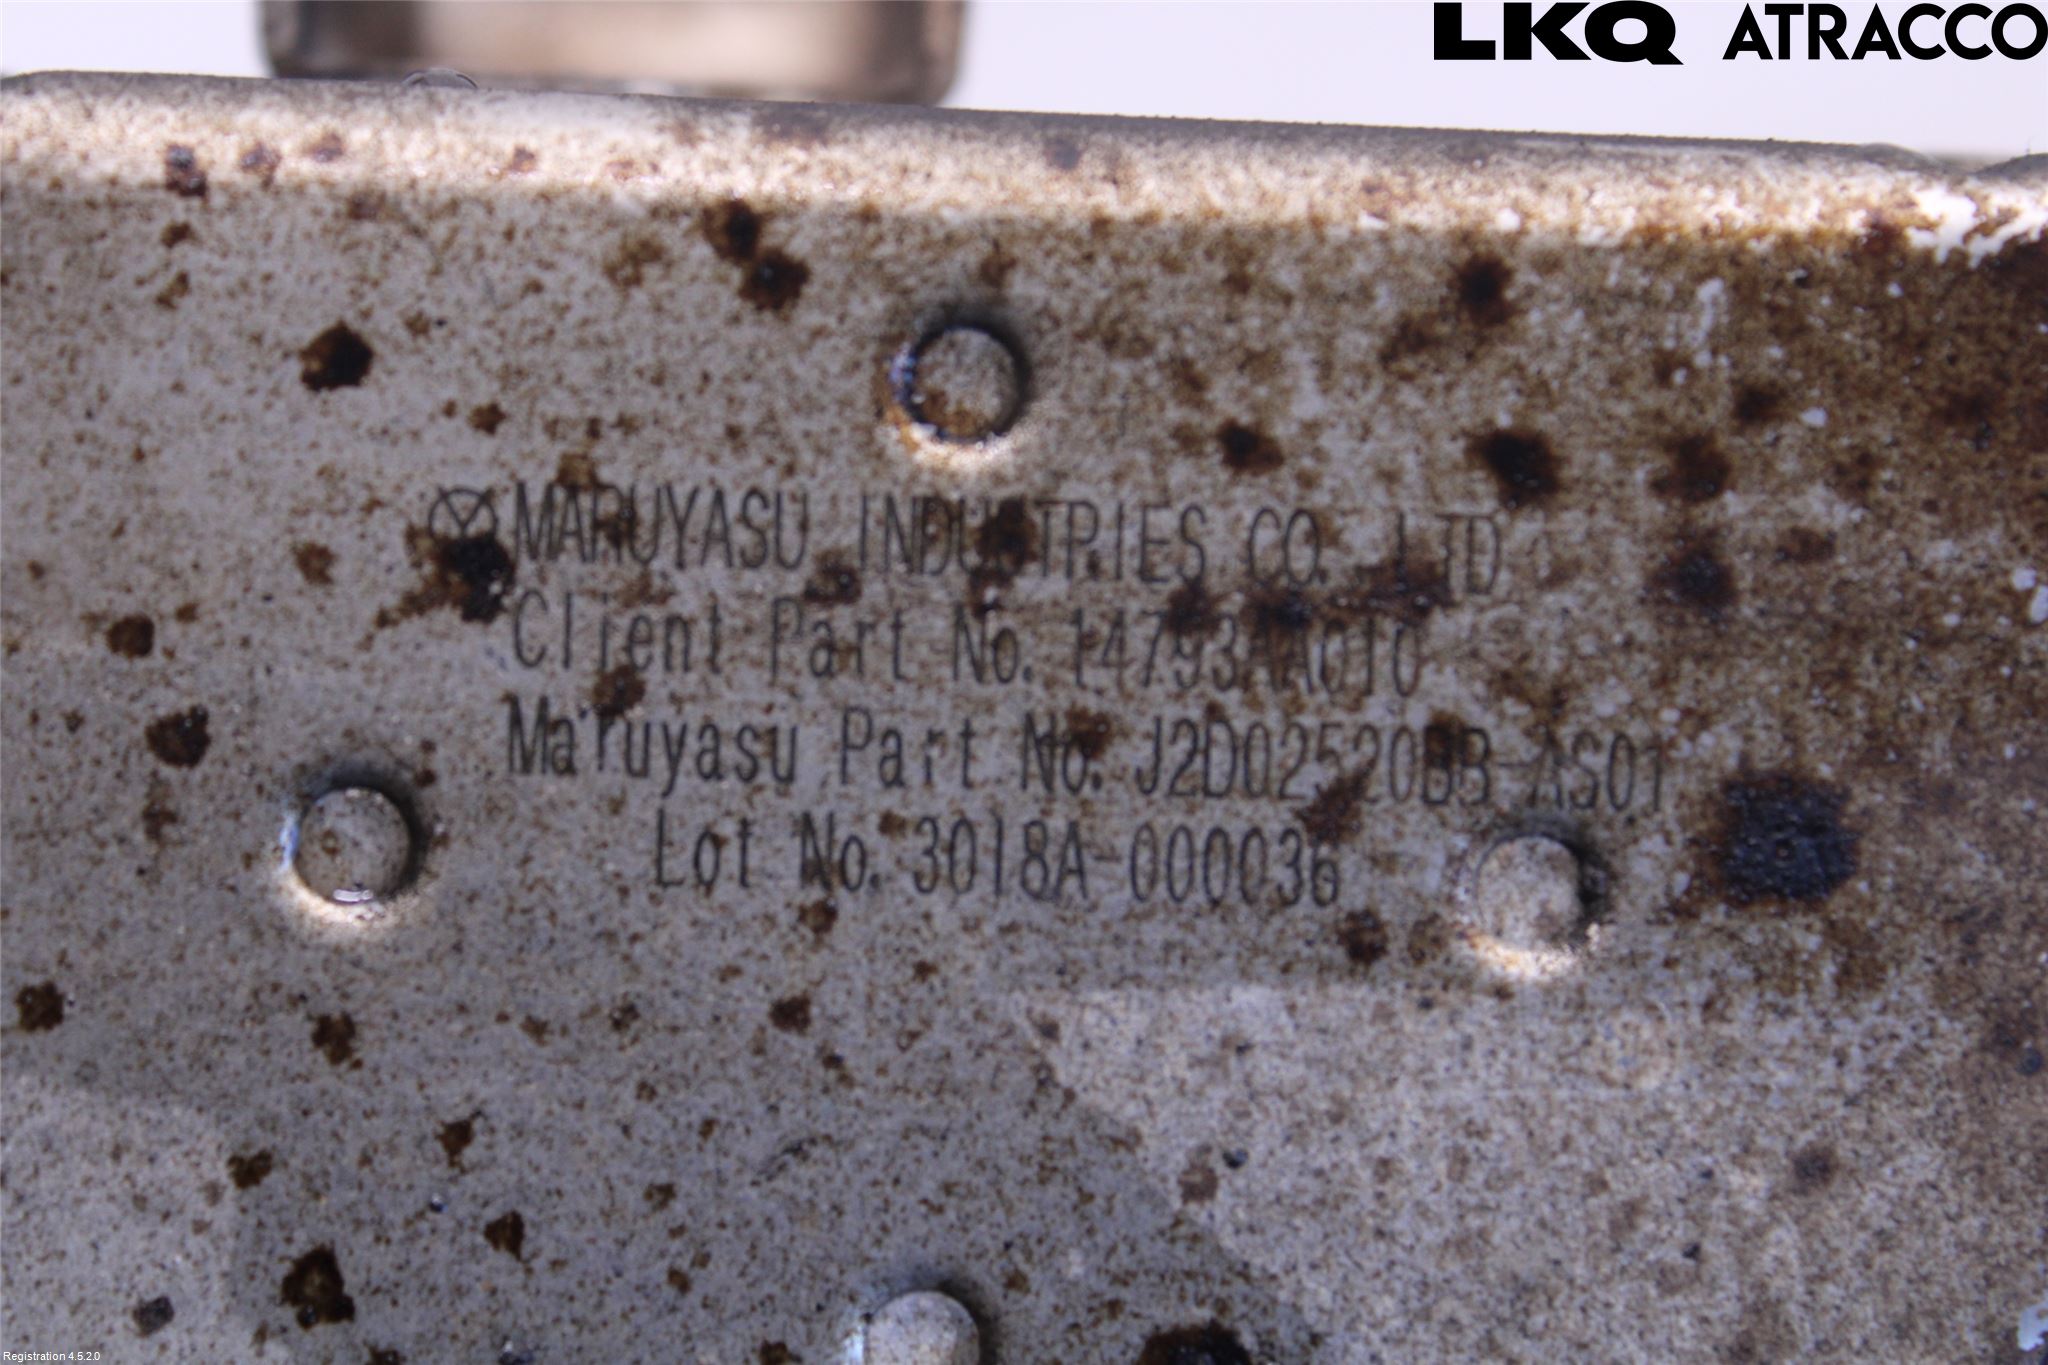 LKQ ATRACCO
MARUYASU INDUSTRIES CO. LTD
Client Part No. 14793AA010
Maruyasu Part No. J2D02520BB-AS01
Lot No. 3018A-000036
Registration 4.5.2.0